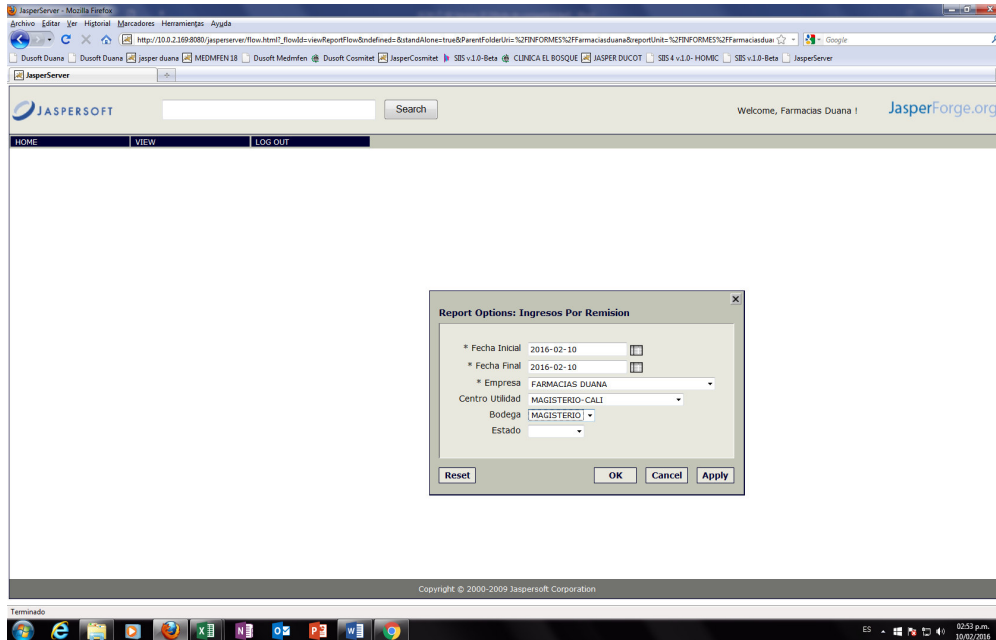 JasperServer - Mozilla Firefox
Archivo Editar Ver Historial Marcadores Herramientas Ayuda
http://10.0.2.169:8080/jasperserver/flow.html?_flowId=viewReportFlow&ndefined=&standAlone=true&ParentFolderUri=%2FINFORMES%2FFarmaciasduana&reportUnit=%2FINFORMES%2FFarmaciasduai Google
Dusoft Duana Dusoft Duana jasper duana MEDMFEN 18 Dusoft Medmfen Dusoft Cosmitet JasperCosmitet SIIS v.1.0-Beta CLINICA EL BOSQUE JASPER DUCOT SIIS 4 v.1.0- HOMIC SIIS v.1.0-Beta JasperServer
JasperServer
JASPERSOFT Search Welcome, Farmacias Duana ! JasperForge.org
HOME VIEW LOG OUT
Report Options: Ingresos Por Remision
* Fecha Inicial 2016-02-10
* Fecha Final 2016-02-10
* Empresa FARMACIAS DUANA
Centro Utilidad MAGISTERIO-CALI
Bodega MAGISTERIO
Estado
Reset OK Cancel Apply
Copyright © 2000-2009 Jaspersoft Corporation
Terminado
ES 02:53 p.m.
10/02/2016